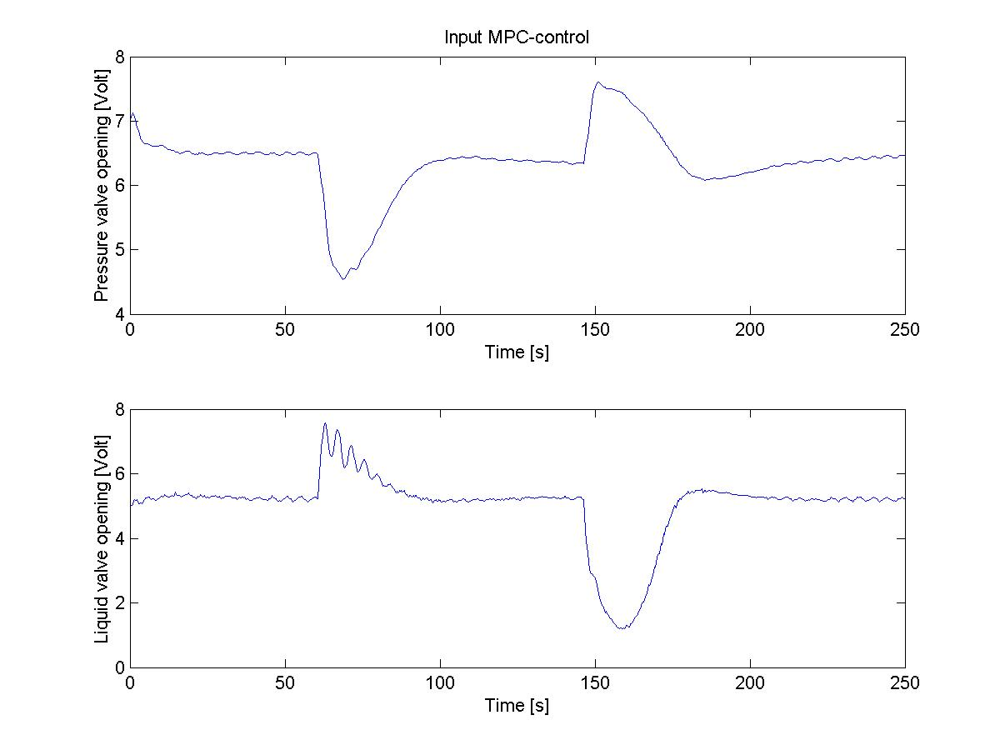 Input MPC-control
8
7
6
5
4
Pressure valve opening [Volt]
0 50 100 150 200 250
Time [s]
8
6
4
2
0
Liquid valve opening [Volt]
0 50 100 150 200 250
Time [s]